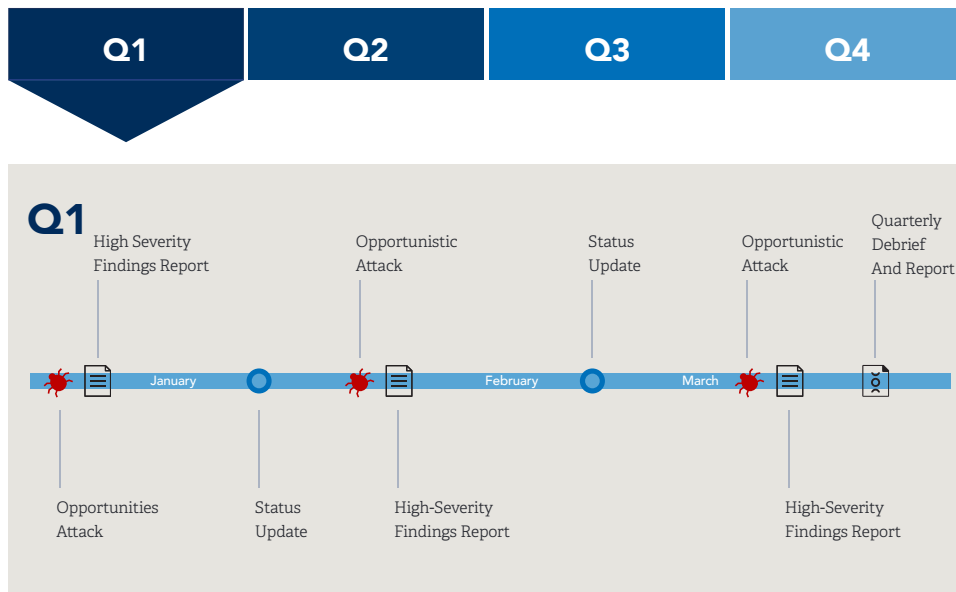 Q1
Q2
Q3
Q4
Q1
High Severity
Findings Report
Opportunistic
Attack
Status
Update
Opportunistic
Attack
Quarterly
Debrief
And Report
January
February
March
Opportunities
Attack
Status
Update
High-Severity
Findings Report
High-Severity
Findings Report